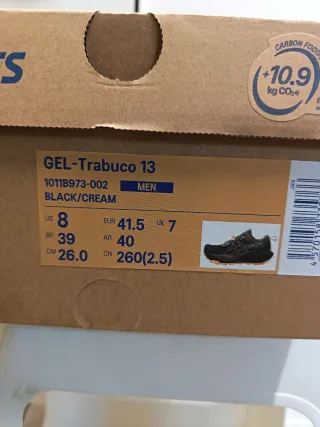 CARBON FOOT
+10.9
kg CO₂e
GEL-Trabuco 13
1011B973-002 MEN
BLACK/CREAM
US 8 EUR 41.5 UK 7
BR 39 AR 40
CM 26.0 CN 260(2.5)
JAN